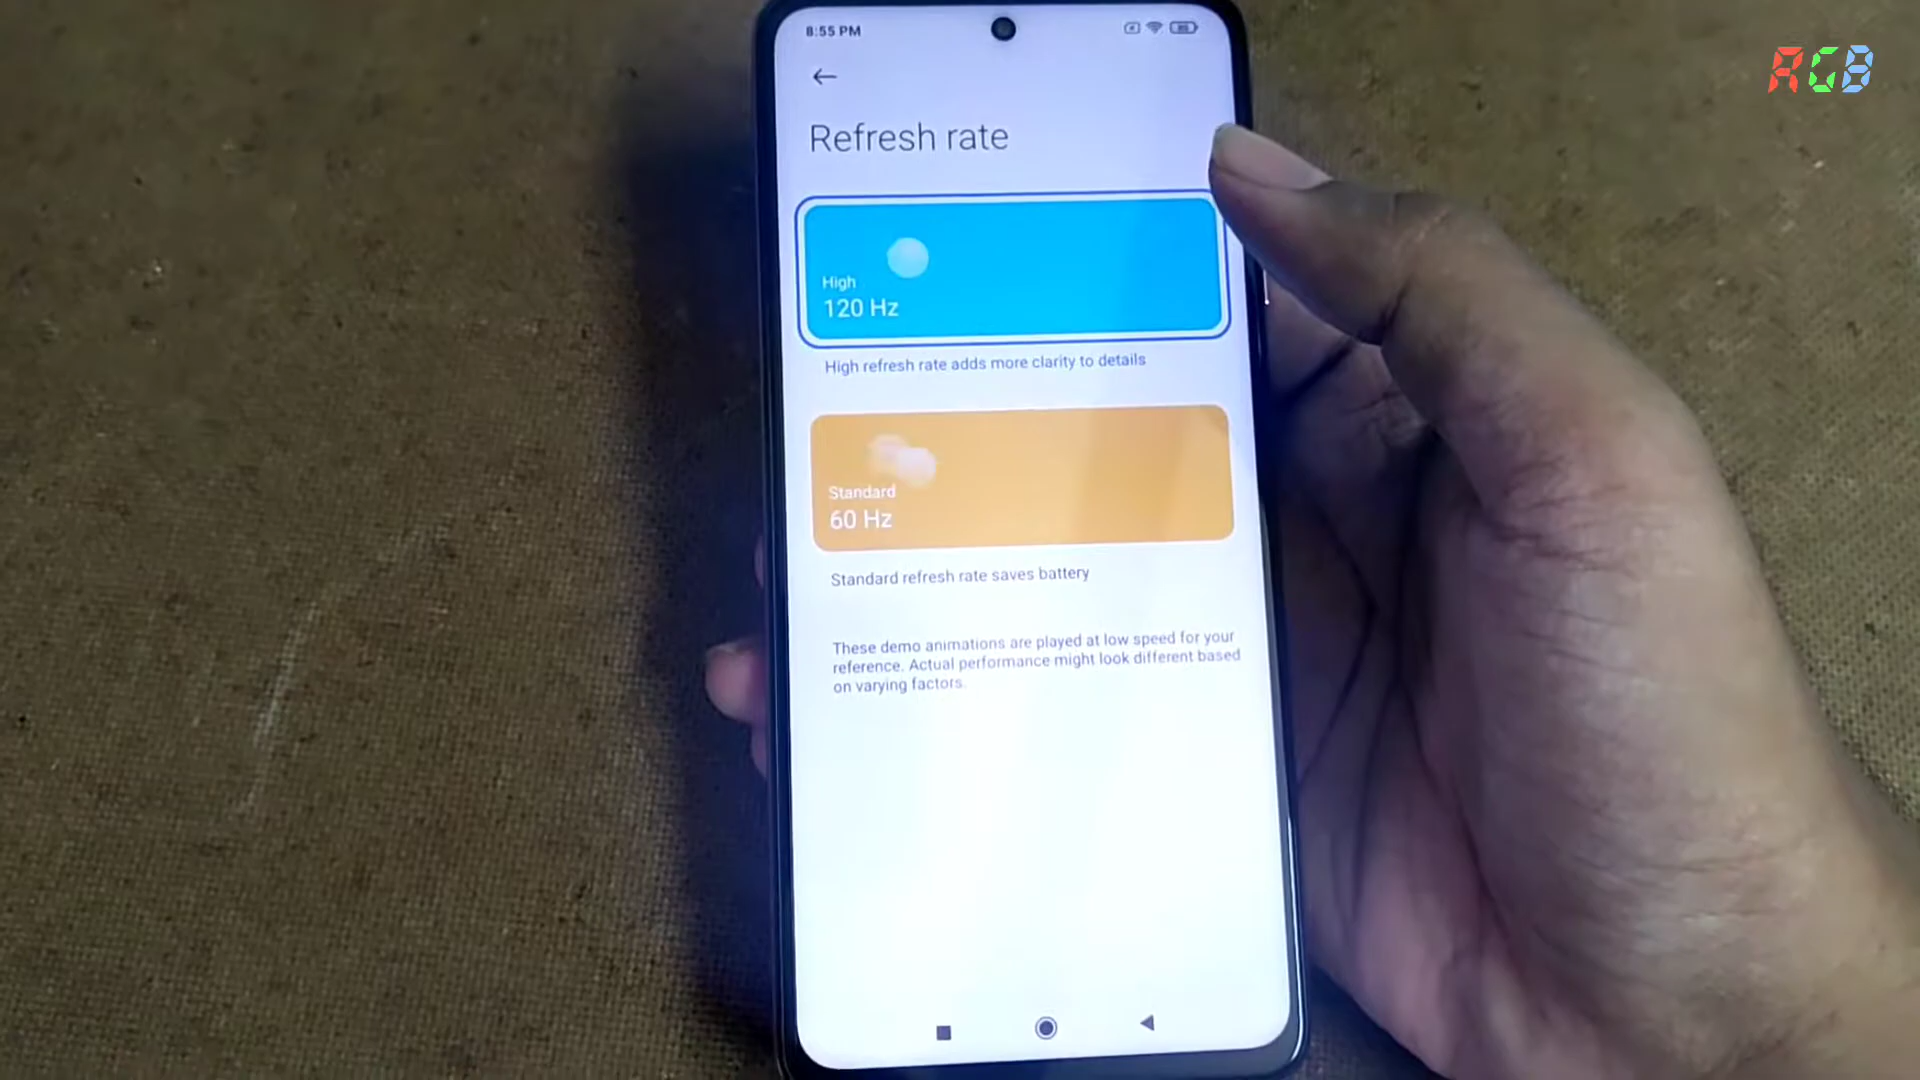 8:55 PM
RGB
Refresh rate
High
120 Hz
High refresh rate adds more clarity to details
Standard
60 Hz
Standard refresh rate saves battery
These demo animations are played at low speed for your
reference. Actual performance might look different based
on varying factors.